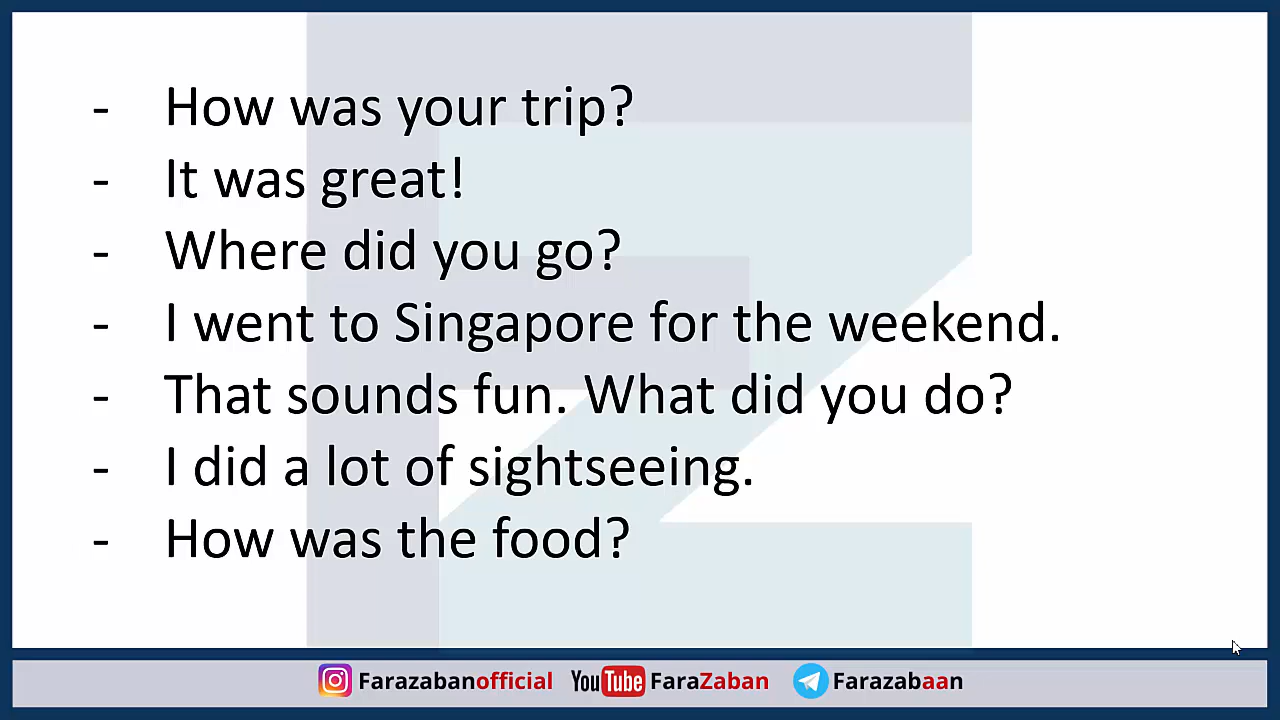 - How was your trip?
- It was great!
- Where did you go?
- I went to Singapore for the weekend.
- That sounds fun. What did you do?
- I did a lot of sightseeing.
- How was the food?
Farazabanofficial YouTube FaraZaban Farazabaan